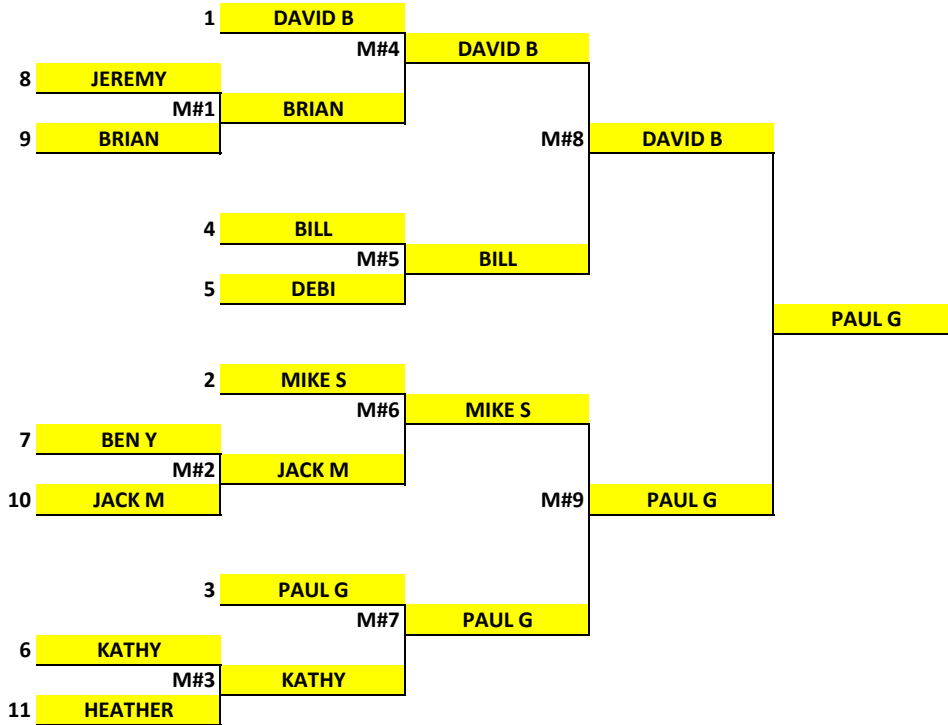 1 DAVID B
M#4 DAVID B
8 JEREMY
M#1 BRIAN
9 BRIAN
M#8 DAVID B
4 BILL
M#5 BILL
5 DEBI
PAUL G
2 MIKE S
M#6 MIKE S
7 BEN Y
M#2 JACK M
10 JACK M
M#9 PAUL G
3 PAUL G
M#7 PAUL G
6 KATHY
M#3 KATHY
11 HEATHER